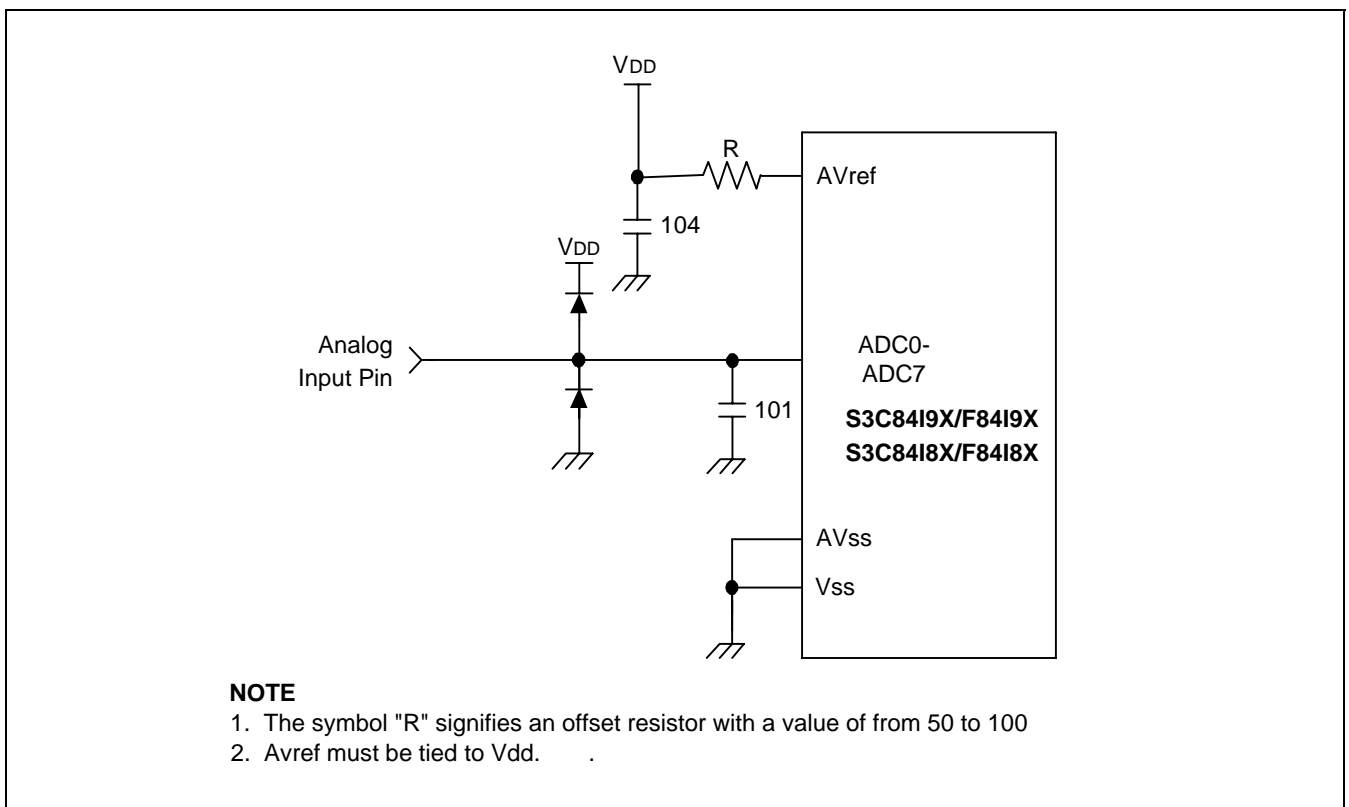 VDD
R
AVref
104
VDD
Analog
Input Pin
ADC0-
ADC7
101
S3C84I9X/F84I9X
S3C84I8X/F84I8X
AVss
Vss
NOTE
1. The symbol "R" signifies an offset resistor with a value of from 50 to 100
2. Avref must be tied to Vdd. .